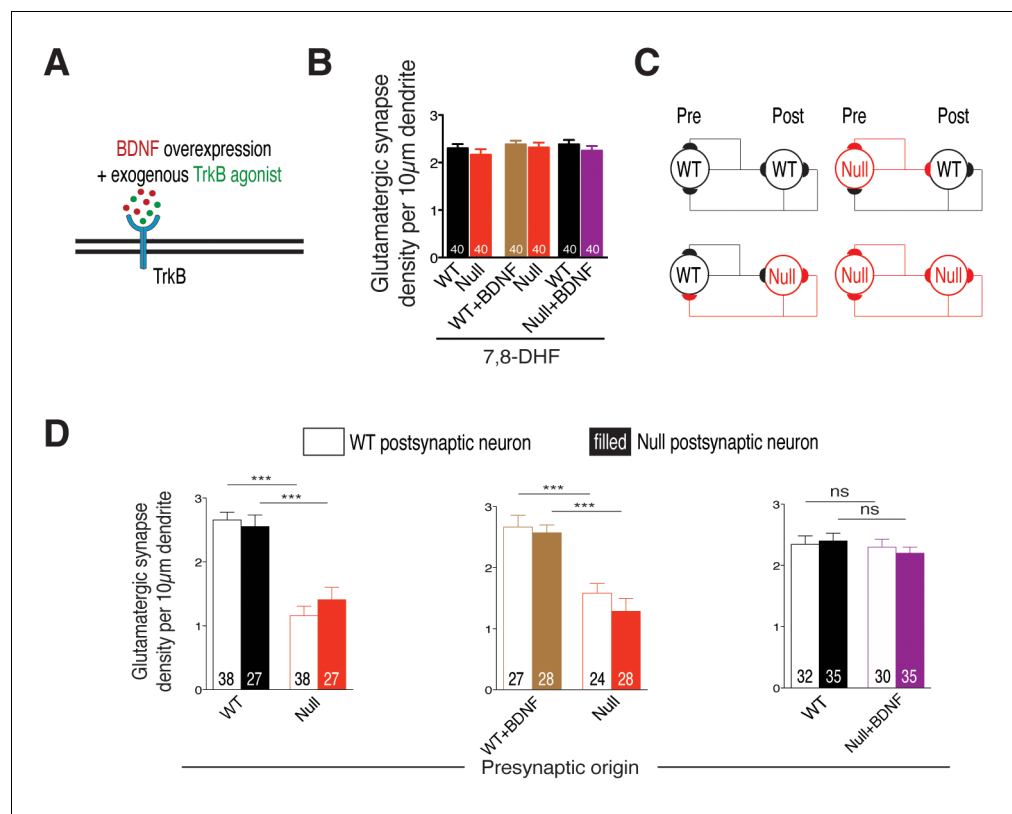 A
BDNF overexpression
+ exogenous TrkB agonist
TrkB
B
Glutamatergic synapse
density per 10µm dendrite
3
2
1
0
40
40
40
40
40
40
WT
Null
WT+BDNF
Null
WT
Null+BDNF
7,8-DHF
C
Pre
Post
Pre
Post
WT
WT
Null
WT
WT
Null
Null
Null
D
WT postsynaptic neuron
filled
Null postsynaptic neuron
Glutamatergic synapse
density per 10µm dendrite
3
2
1
0
***
***
38
27
38
27
WT
Null
3
2
1
0
***
***
27
28
24
28
WT+BDNF
Null
3
2
1
0
ns
ns
32
35
30
35
WT
Null+BDNF
Presynaptic origin